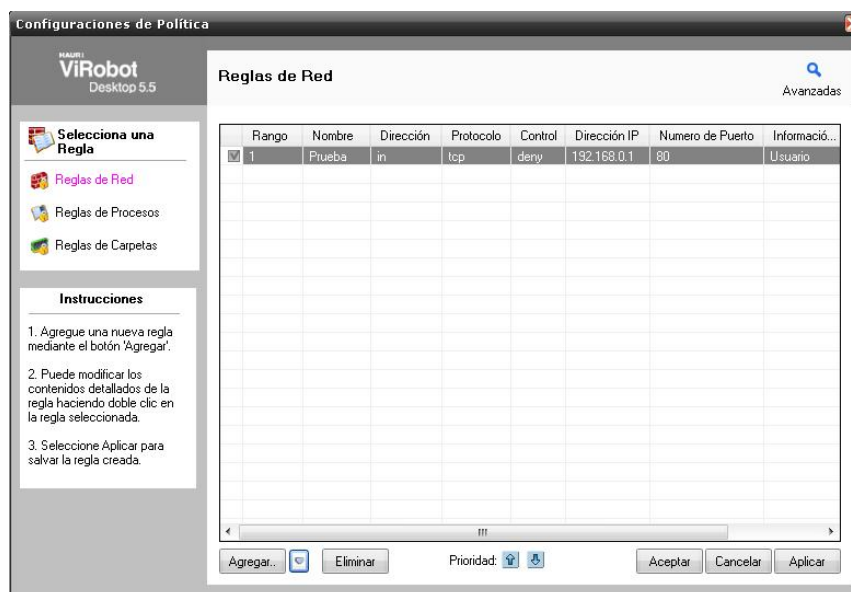 Configuraciones de Política
HAURI
ViRobot
Desktop 5.5
Reglas de Red
Avanzadas
Selecciona una
Regla
Reglas de Red
Reglas de Procesos
Reglas de Carpetas
Instrucciones
1. Agregue una nueva regla
mediante el botón 'Agregar'.
2. Puede modificar los
contenidos detallados de la
regla haciendo doble clic en
la regla seleccionada.
3. Seleccione Aplicar para
salvar la regla creada.
Rango Nombre Dirección Protocolo Control Dirección IP Numero de Puerto Informació...
1 Prueba in tcp deny 192.168.0.1 80 Usuario
Agregar.. Eliminar Prioridad: Aceptar Cancelar Aplicar